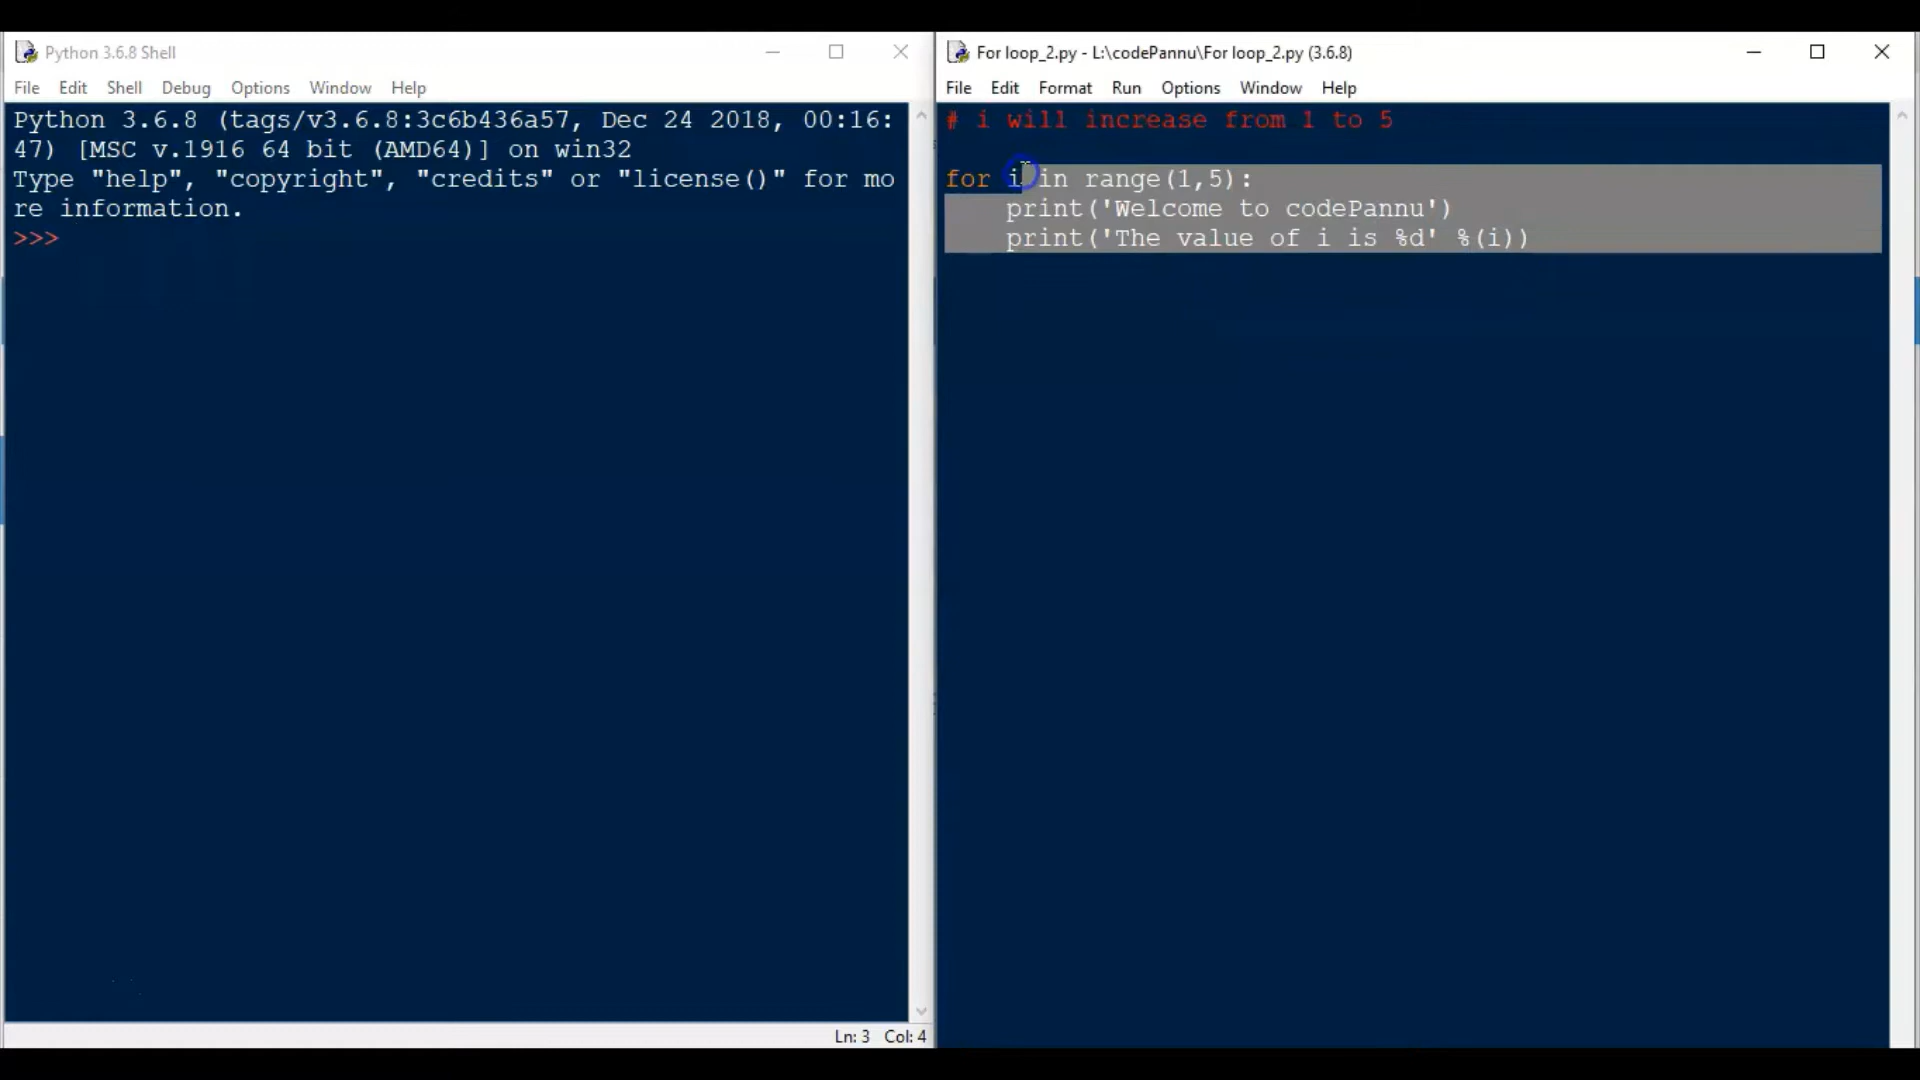 Python 3.6.8 Shell
File Edit Shell Debug Options Window Help
Python 3.6.8 (tags/v3.6.8:3c6b436a57, Dec 24 2018, 00:16:
47) [MSC v.1916 64 bit (AMD64)] on win32
Type "help", "copyright", "credits" or "license()" for mo
re information.
>>>
Ln: 3 Col: 4
For loop_2.py - L:\codePannu\For loop_2.py (3.6.8)
File Edit Format Run Options Window Help
# i will increase from 1 to 5
for i in range(1,5):
    print('Welcome to codePannu')
    print('The value of i is %d' %(i))